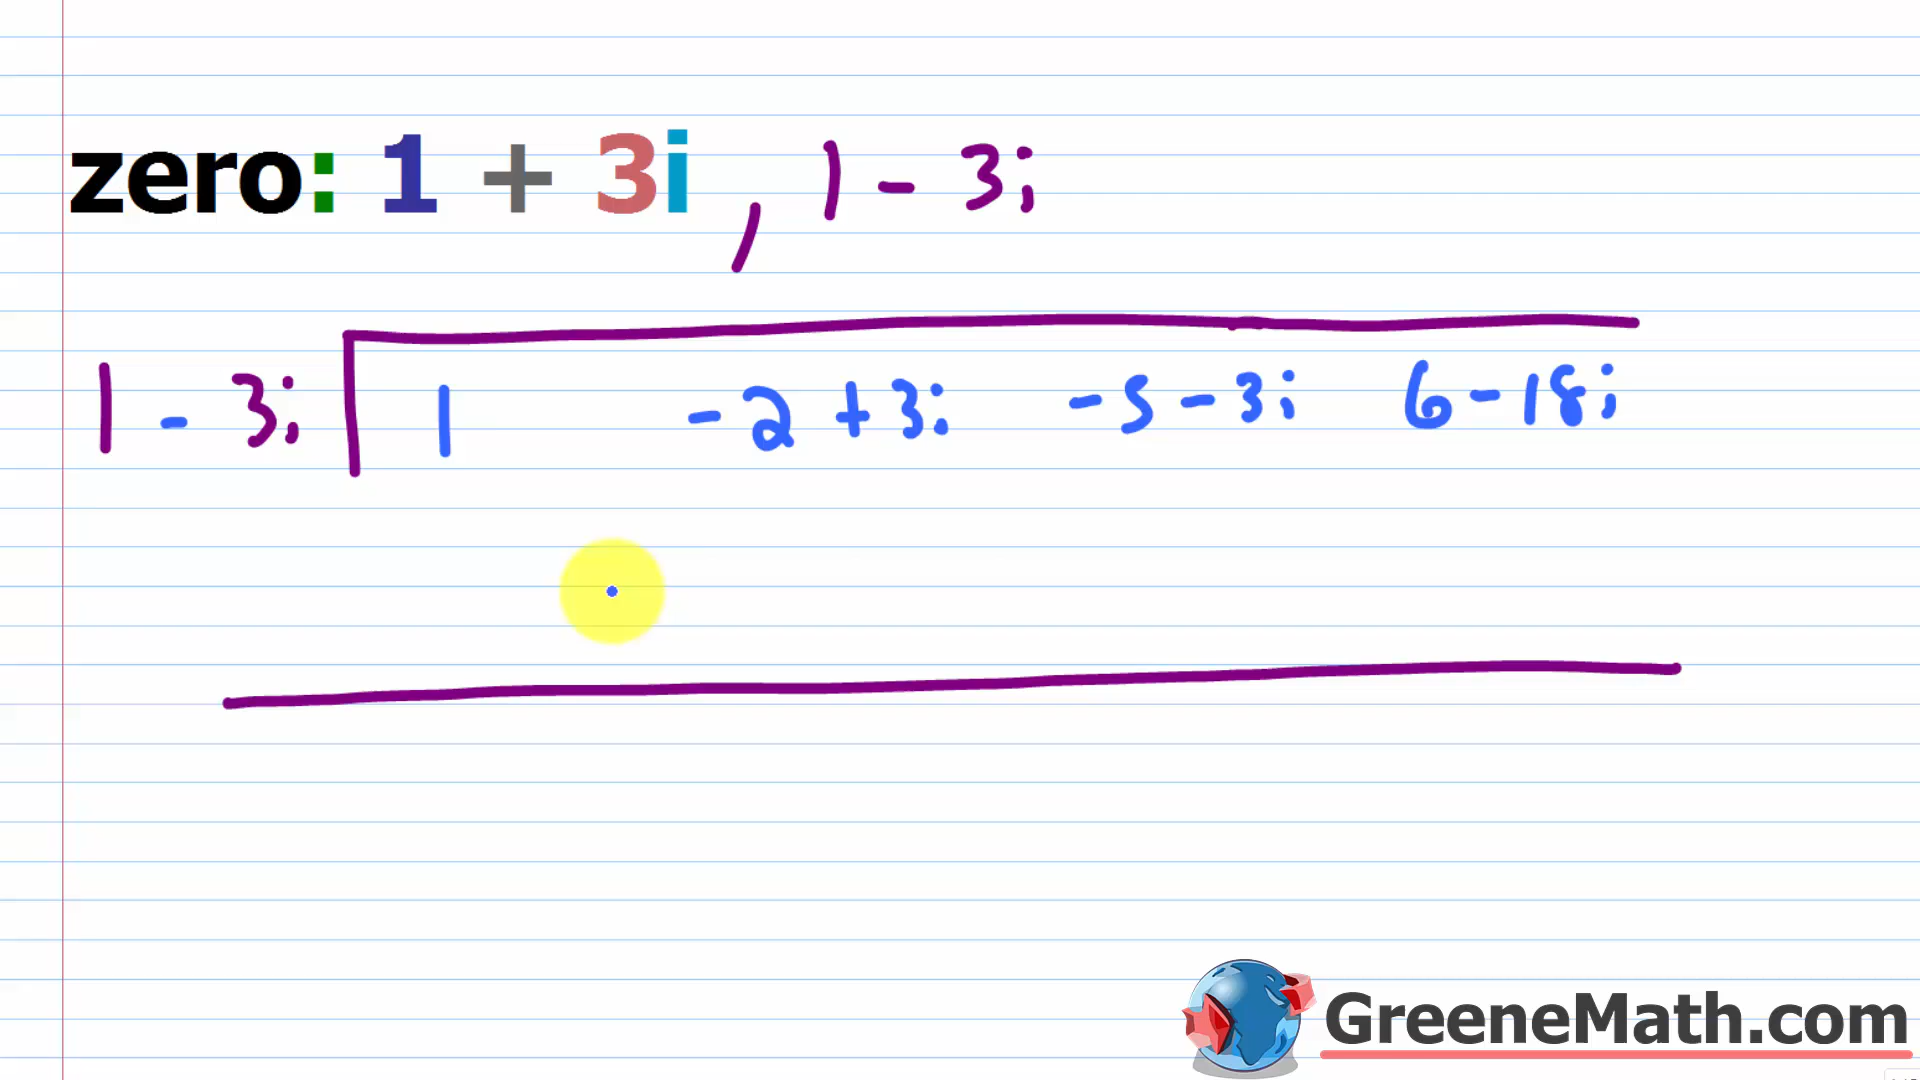 zero: 1 + 3i , 1 - 3i
1 - 3i 1 - 2 + 3i - 5 - 3i 6 - 18i
GreeneMath.com